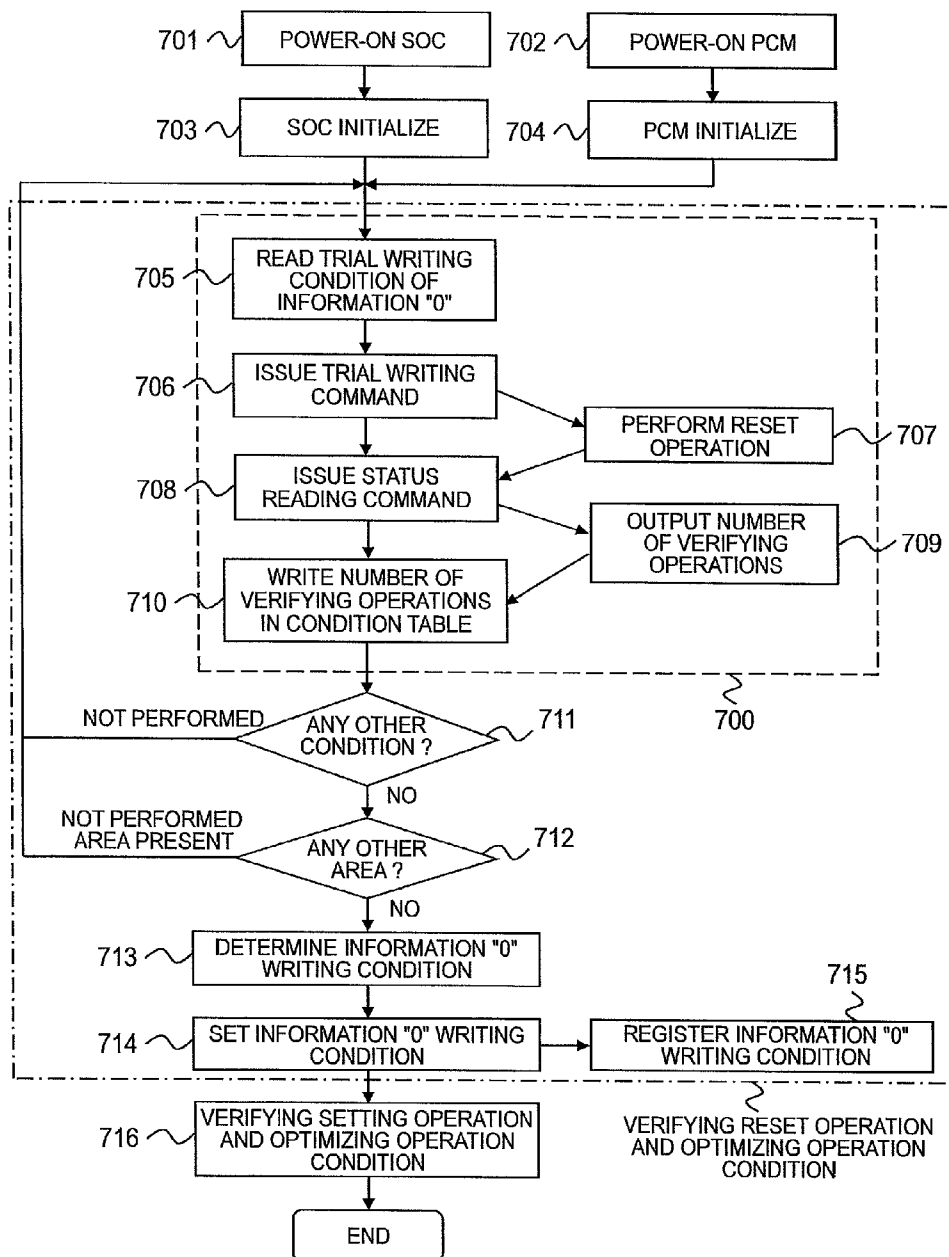 701
POWER-ON SOC
702
POWER-ON PCM
703
SOC INITIALIZE
704
PCM INITIALIZE
705
READ TRIAL WRITING
CONDITION OF
INFORMATION "0"
706
ISSUE TRIAL WRITING
COMMAND
PERFORM RESET
OPERATION
707
708
ISSUE STATUS
READING COMMAND
OUTPUT NUMBER
OF VERIFYING
OPERATIONS
709
710
WRITE NUMBER OF
VERIFYING OPERATIONS
IN CONDITION TABLE
700
NOT PERFORMED
ANY OTHER
CONDITION ?
711
NO
NOT PERFORMED
AREA PRESENT
ANY OTHER
AREA ?
712
NO
713
DETERMINE INFORMATION "0"
WRITING CONDITION
714
SET INFORMATION "0" WRITING
CONDITION
715
REGISTER INFORMATION "0"
WRITING CONDITION
716
VERIFYING SETTING OPERATION
AND OPTIMIZING OPERATION
CONDITION
VERIFYING RESET OPERATION
AND OPTIMIZING OPERATION
CONDITION
END